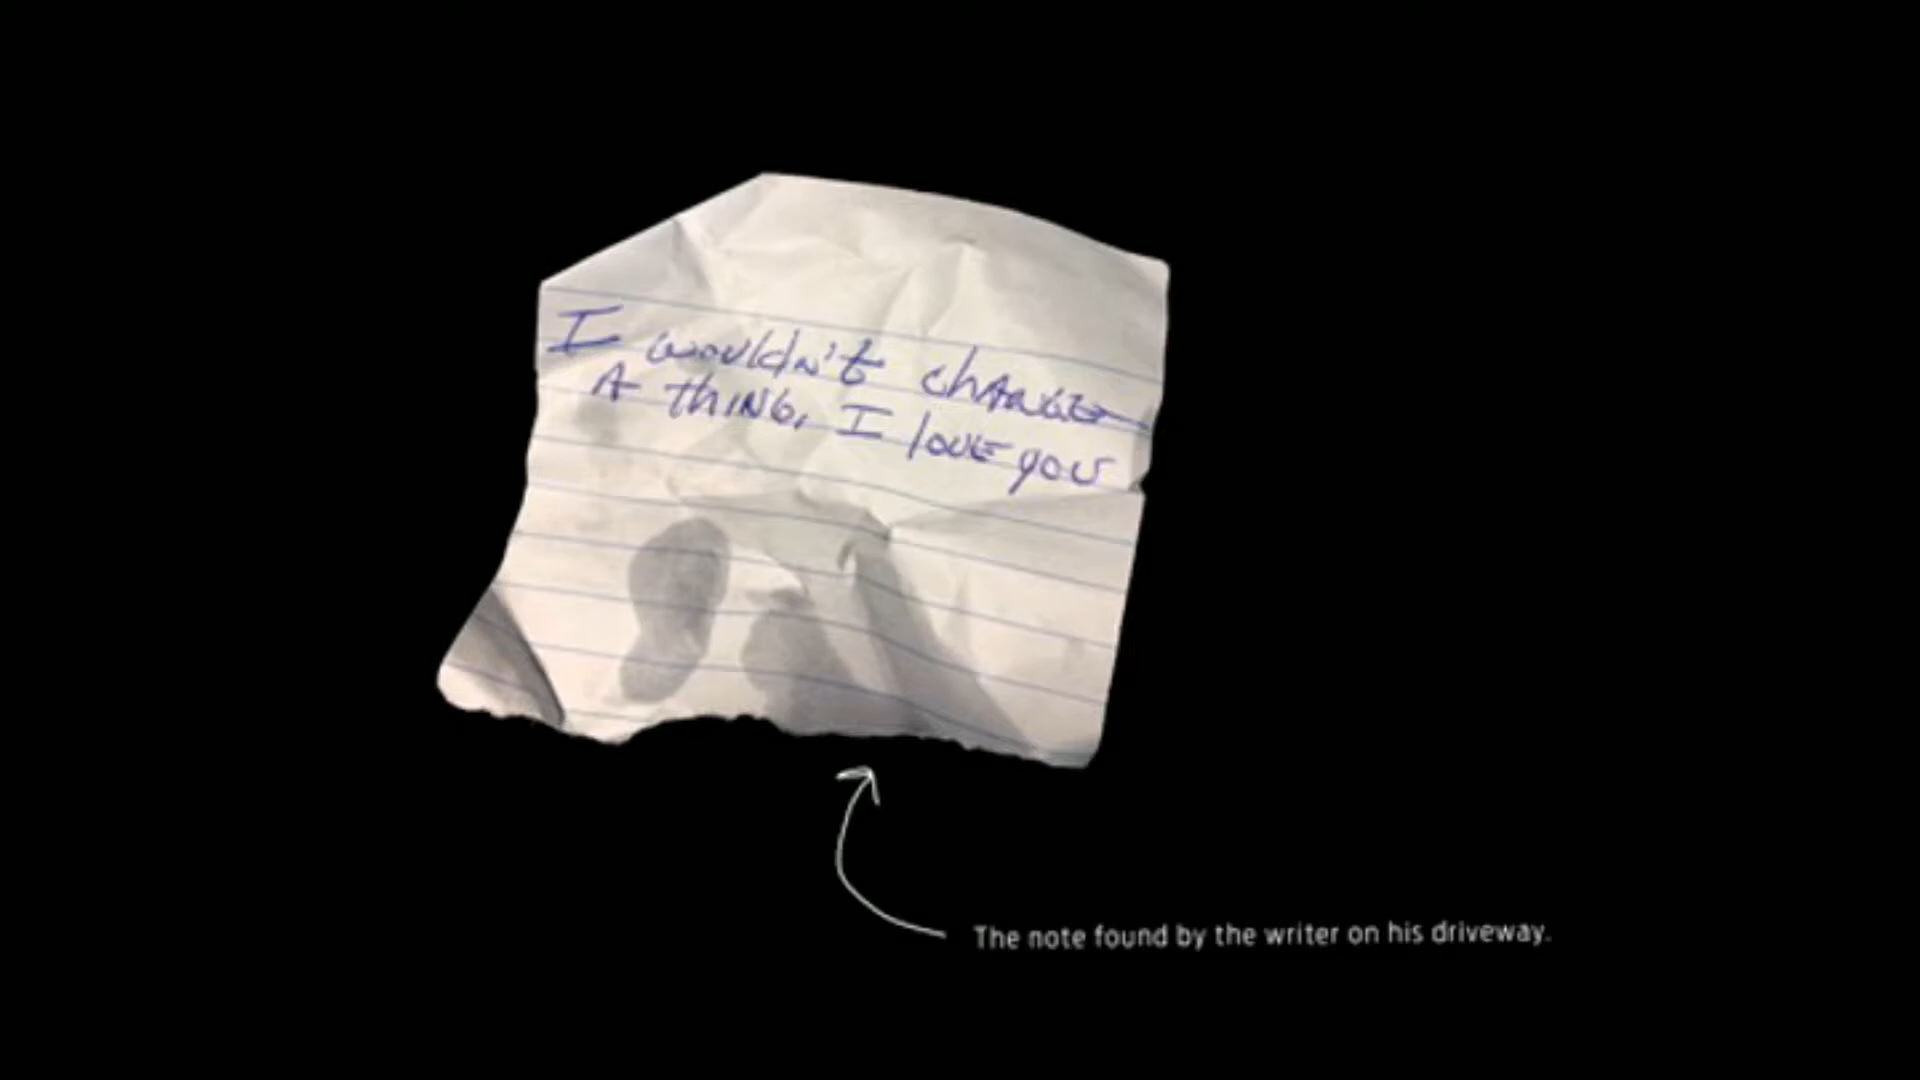 I wouldn't change
A thing, I love you
The note found by the writer on his driveway.